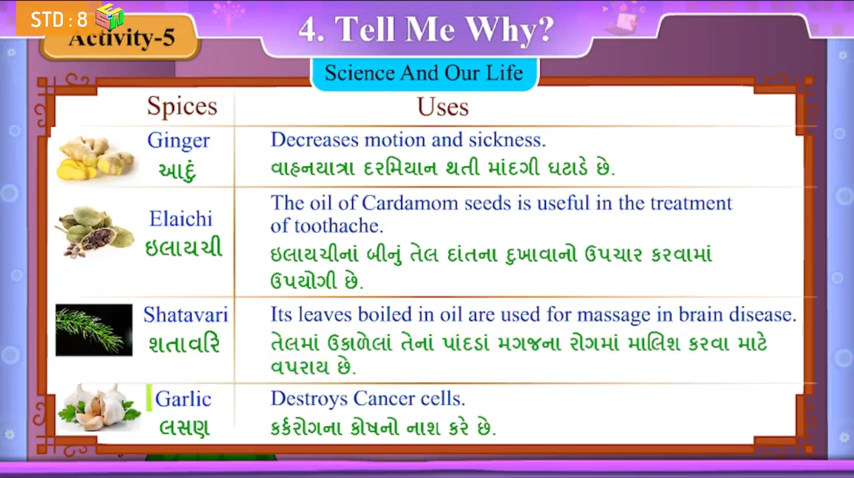 STD : 8
Activity-5
4. Tell Me Why?
Science And Our Life
Spices
Uses
Ginger
આદું
Decreases motion and sickness.
વાહનયાત્રા દરમિયાન થતી માંદગી ઘટાડે છે.
Elaichi
ઇલાયચી
The oil of Cardamom seeds is useful in the treatment
of toothache.
ઇલાયચીનાં બીનું તેલ દાંતના દુખાવાનો ઉપચાર કરવામાં
ઉપયોગી છે.
Shatavari
શતાવરિ
Its leaves boiled in oil are used for massage in brain disease.
તેલમાં ઉકાળેલાં તેનાં પાંદડાં મગજના રોગમાં માલિશ કરવા માટે
વપરાય છે.
Garlic
લસણ
Destroys Cancer cells.
કર્કરોગના કોષનો નાશ કરે છે.